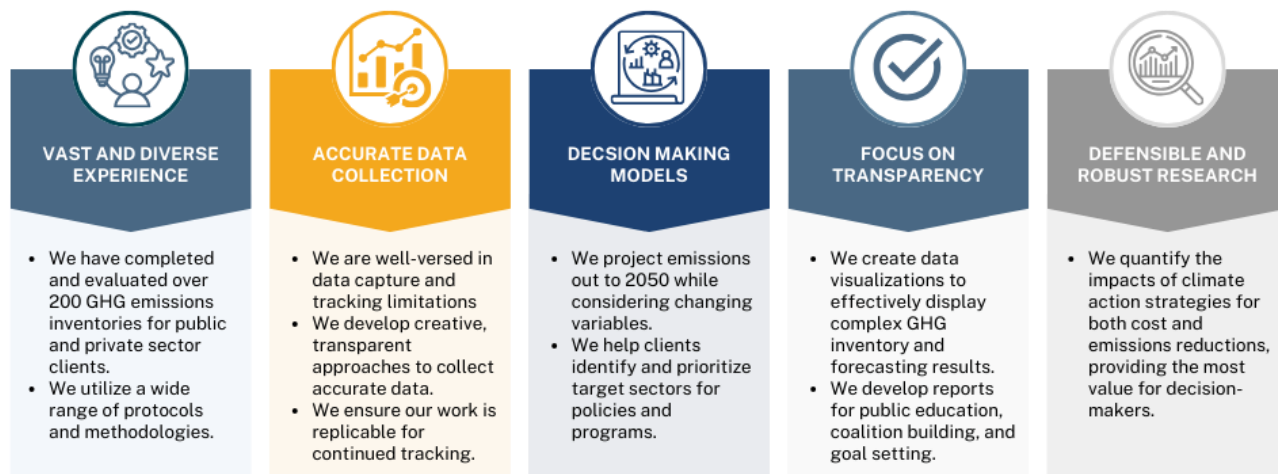 VAST AND DIVERSE
EXPERIENCE
• We have completed
and evaluated over
200 GHG emissions
inventories for public
and private sector
clients.
• We utilize a wide
range of protocols
and methodologies.
ACCURATE DATA
COLLECTION
• We are well-versed in
data capture and
tracking limitations
• We develop creative,
transparent
approaches to collect
accurate data.
• We ensure our work is
replicable for
continued tracking.
DECSION MAKING
MODELS
• We project emissions
out to 2050 while
considering changing
variables.
• We help clients
identify and prioritize
target sectors for
policies and
programs.
FOCUS ON
TRANSPARENCY
• We create data
visualizations to
effectively display
complex GHG
inventory and
forecasting results.
• We develop reports
for public education,
coalition building, and
goal setting.
DEFENSIBLE AND
ROBUST RESEARCH
• We quantify the
impacts of climate
action strategies for
both cost and
emissions reductions,
providing the most
value for decision-
makers.